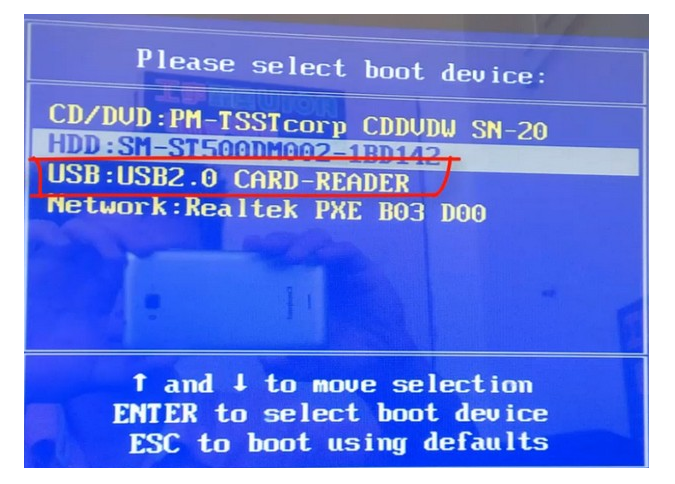 Please select boot device:
CD/DVD:PM-TSSTcorp CDDVDW SN-20
HDD:SM-ST500DM002-1BD142
USB:USB2.0 CARD-READER
Network:Realtek PXE B03 D00
↑ and ↓ to move selection
ENTER to select boot device
ESC to boot using defaults